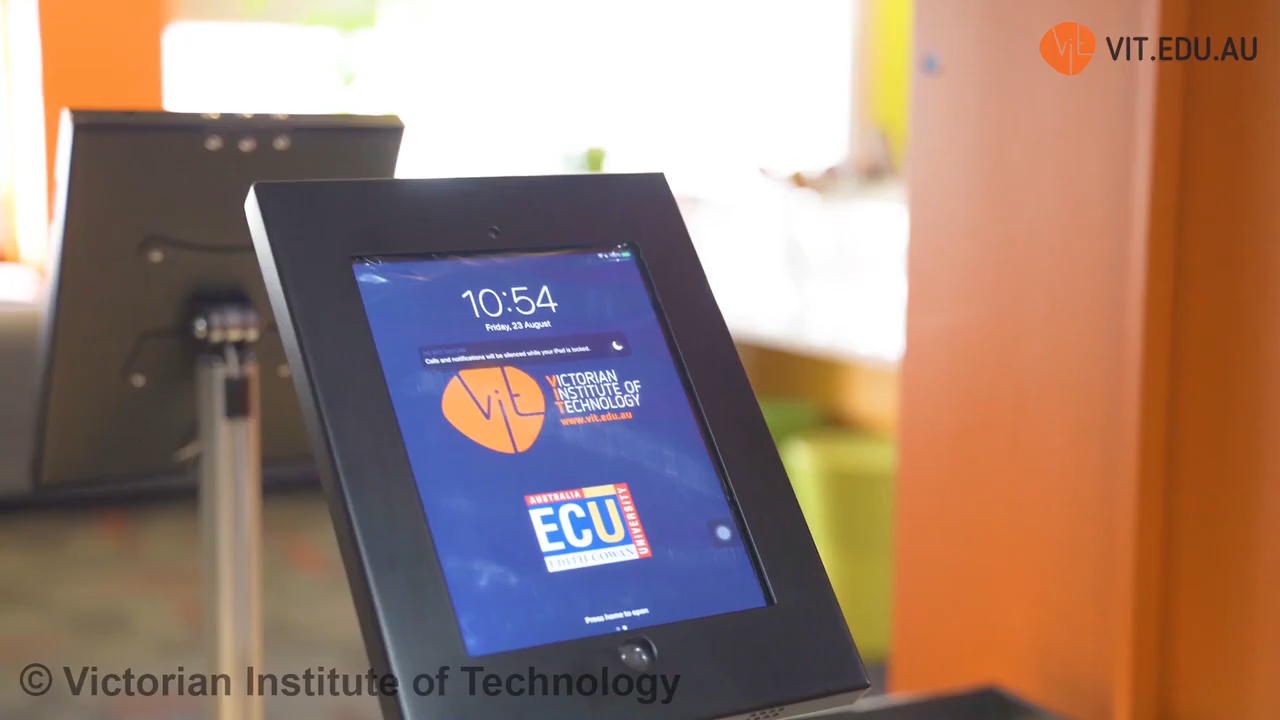 vit VIT.EDU.AU
10:54
Friday, 23 August
Calls and notifications will be silenced while your iPad is locked.
vit
VICTORIAN
INSTITUTE OF
TECHNOLOGY
www.vit.edu.au
AUSTRALIA
ECU
UNIVERSITY
EDITH COWAN
Press home to open
© Victorian Institute of Technology